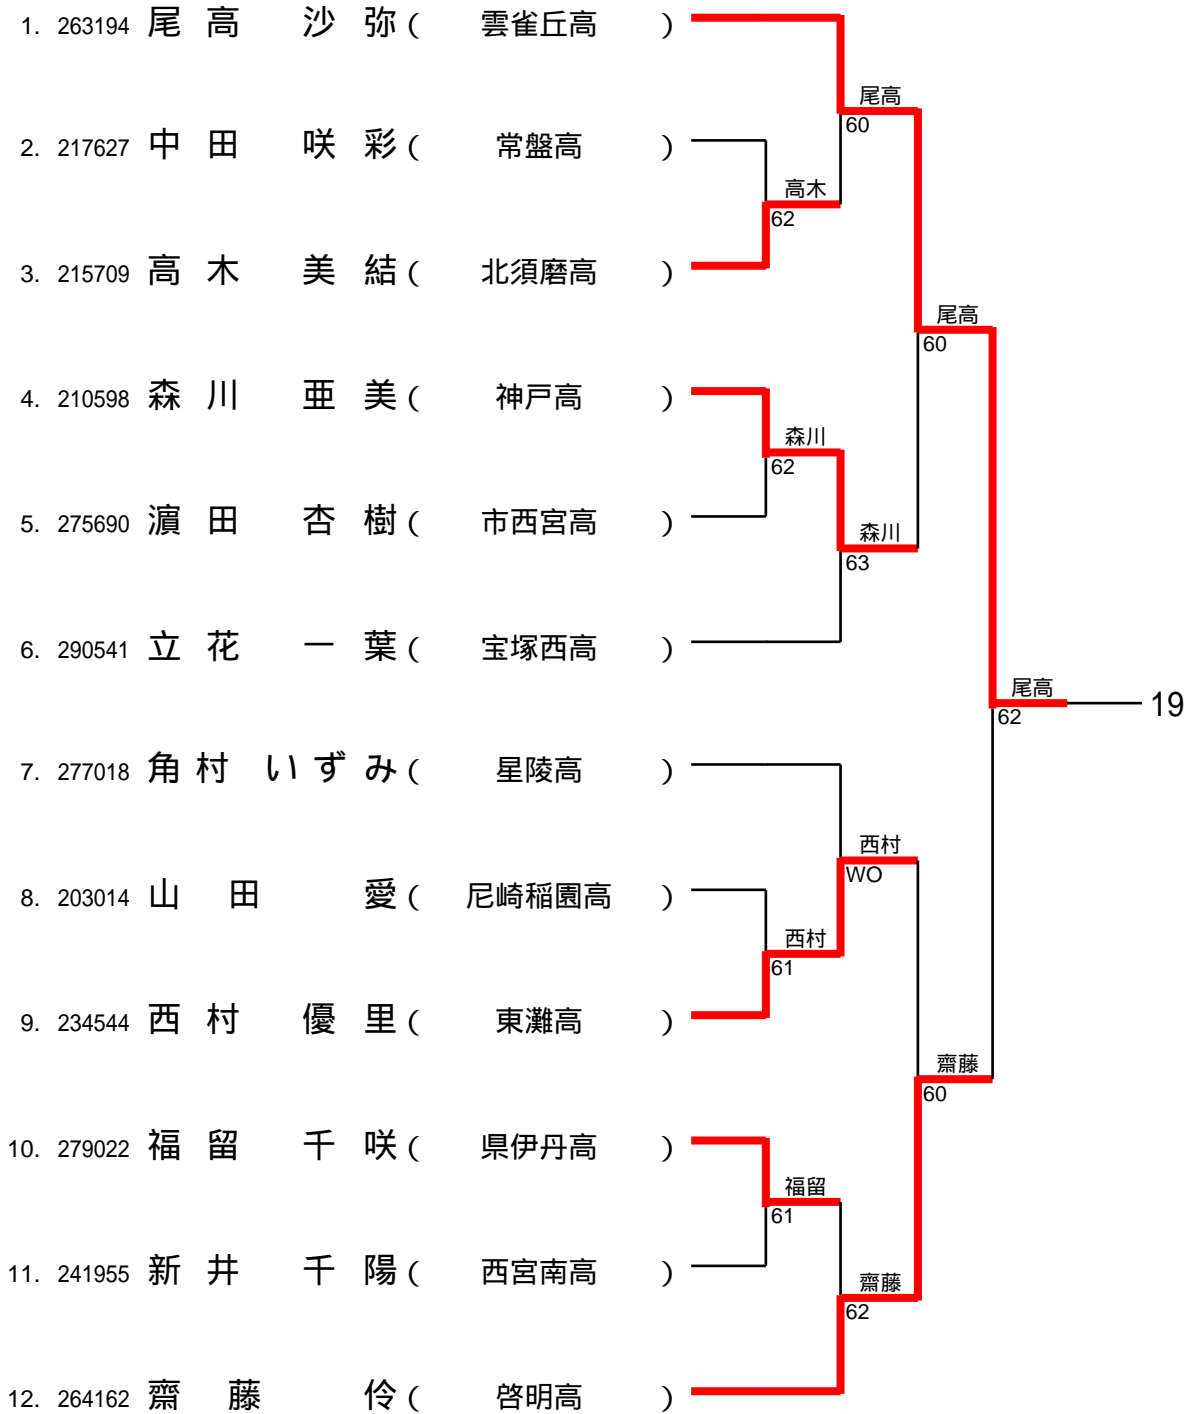 1. 263194 尾 高 沙 弥 ( 雲雀丘高 )
尾高
60
2. 217627 中 田 咲 彩 ( 常盤高 )
高木
62
3. 215709 高 木 美 結 ( 北須磨高 )
尾高
60
4. 210598 森 川 亜 美 ( 神戸高 )
森川
62
5. 275690 濵 田 杏 樹 ( 市西宮高 )
森川
63
6. 290541 立 花 一 葉 ( 宝塚西高 )
尾高
62
19
7. 277018 角 村 い ず み ( 星陵高 )
西村
WO
8. 203014 山 田 愛 ( 尼崎稲園高 )
西村
61
9. 234544 西 村 優 里 ( 東灘高 )
齋藤
60
10. 279022 福 留 千 咲 ( 県伊丹高 )
福留
61
11. 241955 新 井 千 陽 ( 西宮南高 )
齋藤
62
12. 264162 齋 藤 伶 ( 啓明高 )